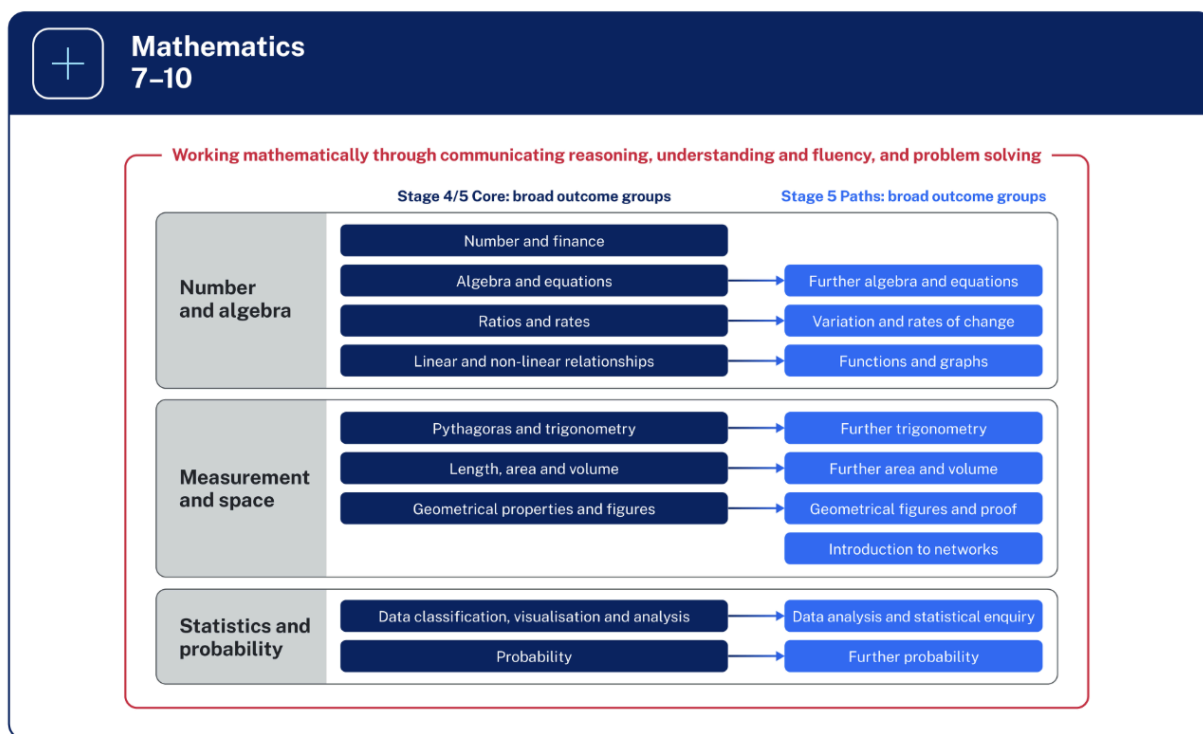 Mathematics
7–10
Working mathematically through communicating reasoning, understanding and fluency, and problem solving
Stage 4/5 Core: broad outcome groups
Stage 5 Paths: broad outcome groups
Number
and algebra
Number and finance
Algebra and equations
Further algebra and equations
Ratios and rates
Variation and rates of change
Linear and non-linear relationships
Functions and graphs
Measurement
and space
Pythagoras and trigonometry
Further trigonometry
Length, area and volume
Further area and volume
Geometrical properties and figures
Geometrical figures and proof
Introduction to networks
Statistics and
probability
Data classification, visualisation and analysis
Data analysis and statistical enquiry
Probability
Further probability